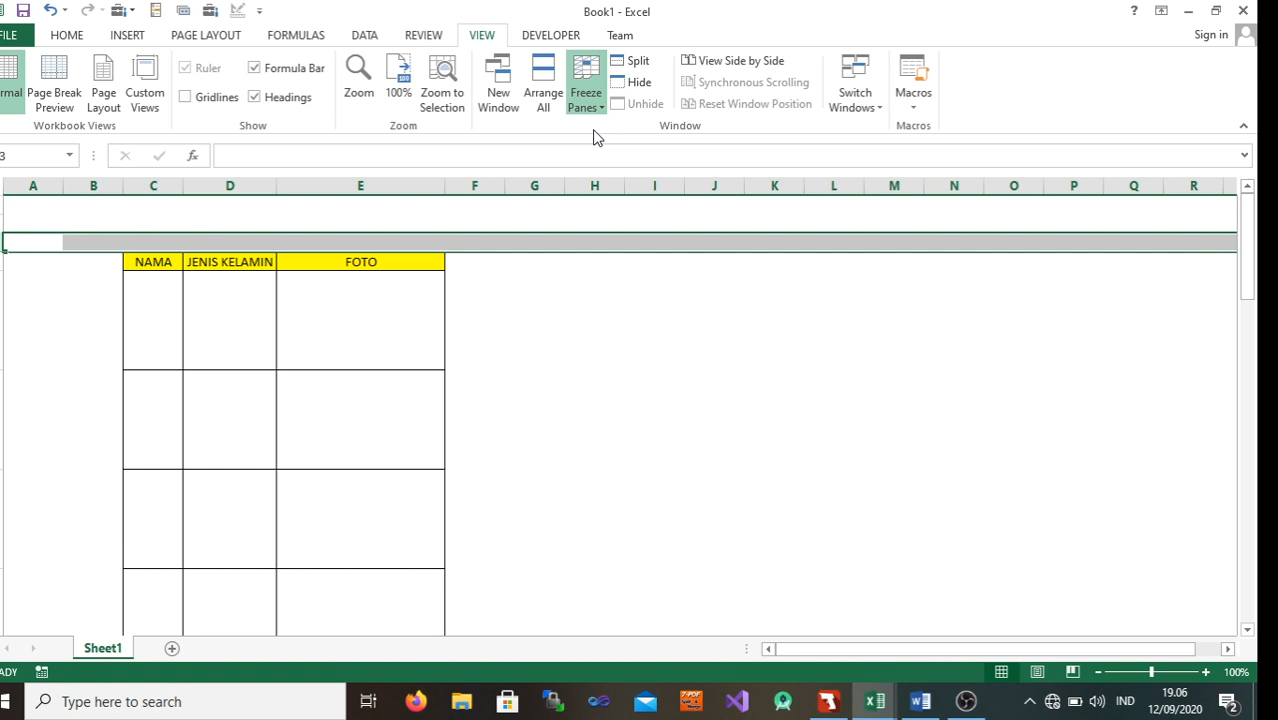 Book1 - Excel
?
FILE
HOME
INSERT
PAGE LAYOUT
FORMULAS
DATA
REVIEW
VIEW
DEVELOPER
Team
Sign in
Page Break
Preview
Page
Layout
Custom
Views
Workbook Views
Ruler
Formula Bar
Gridlines
Headings
Show
Zoom
100
100%
Zoom to
Selection
Zoom
New
Window
Arrange
All
Freeze
Panes
Split
Hide
Unhide
View Side by Side
Synchronous Scrolling
Reset Window Position
Window
Switch
Windows
Macros
Macros
3
fx
A B C D E F G H I J K L M N O P Q R
NAMA JENIS KELAMIN FOTO
Sheet1
100%
Type here to search
IND
19.06
12/09/2020
2